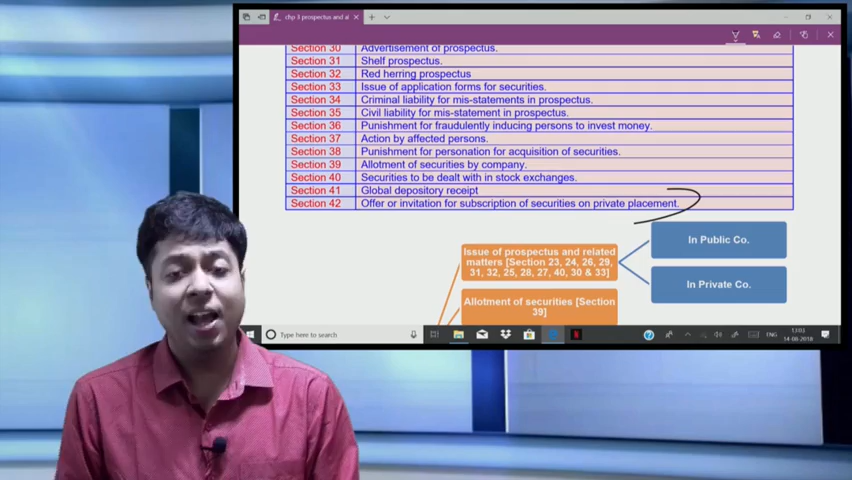 chp 3 prospectus and al
Section 30 Advertisement of prospectus.
Section 31 Shelf prospectus.
Section 32 Red herring prospectus
Section 33 Issue of application forms for securities.
Section 34 Criminal liability for mis-statements in prospectus.
Section 35 Civil liability for mis-statement in prospectus.
Section 36 Punishment for fraudulently inducing persons to invest money.
Section 37 Action by affected persons.
Section 38 Punishment for personation for acquisition of securities.
Section 39 Allotment of securities by company.
Section 40 Securities to be dealt with in stock exchanges.
Section 41 Global depository receipt
Section 42 Offer or invitation for subscription of securities on private placement.
Issue of prospectus and related
matters [Section 23, 24, 26, 29,
31, 32, 25, 28, 27, 40, 30 & 33]
In Public Co.
In Private Co.
Allotment of securities [Section
39]
Type here to search
ENG
13:03
14-08-2018